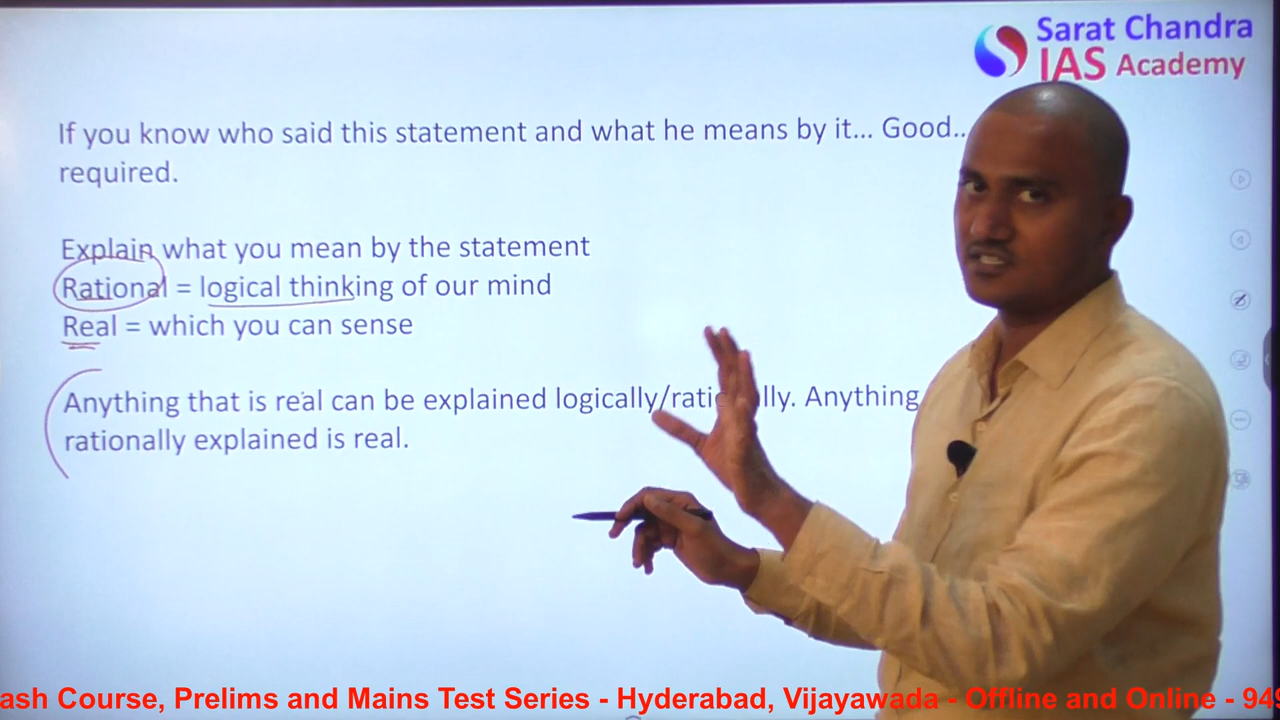 Sarat Chandra
IAS Academy
If you know who said this statement and what he means by it... Good..
required.
Explain what you mean by the statement
Rational = logical thinking of our mind
Real = which you can sense
Anything that is real can be explained logically/rati lly. Anything
rationally explained is real.
ash Course, Prelims and Mains Test Series - Hyderabad, Vijayawada - Offline and Online - 949